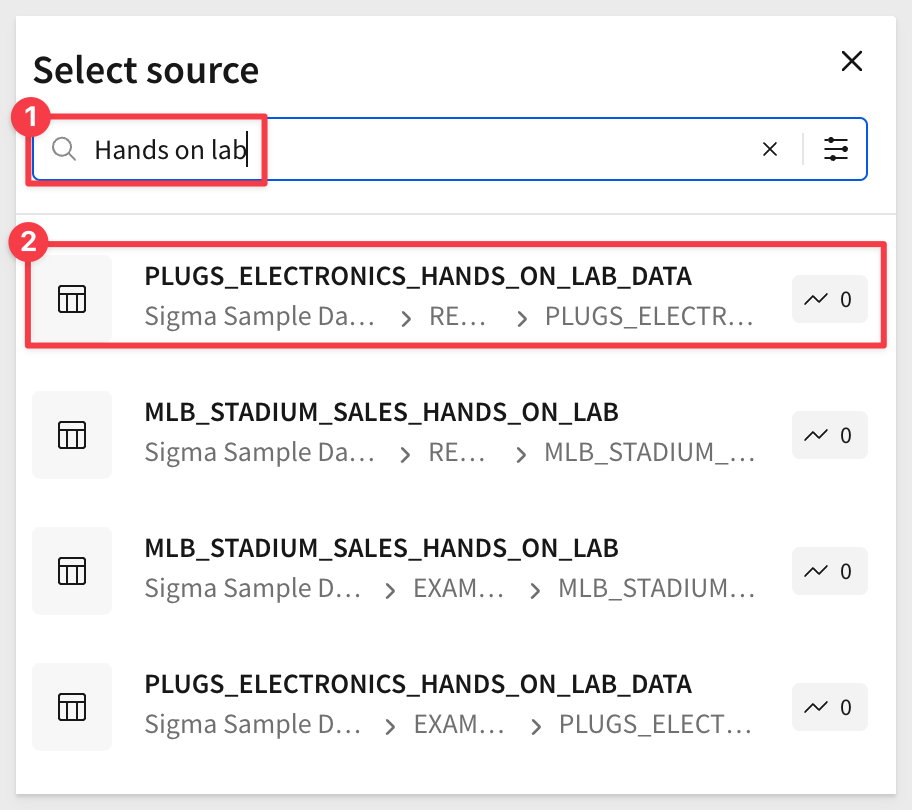 Select source
1
Hands on lab
2
PLUGS_ELECTRONICS_HANDS_ON_LAB_DATA
Sigma Sample Da… > RE… > PLUGS_ELECTR…
0
MLB_STADIUM_SALES_HANDS_ON_LAB
Sigma Sample Da… > RE… > MLB_STADIUM_…
0
MLB_STADIUM_SALES_HANDS_ON_LAB
Sigma Sample D… > EXAM… > MLB_STADIUM…
0
PLUGS_ELECTRONICS_HANDS_ON_LAB_DATA
Sigma Sample D… > EXAM… > PLUGS_ELECT…
0